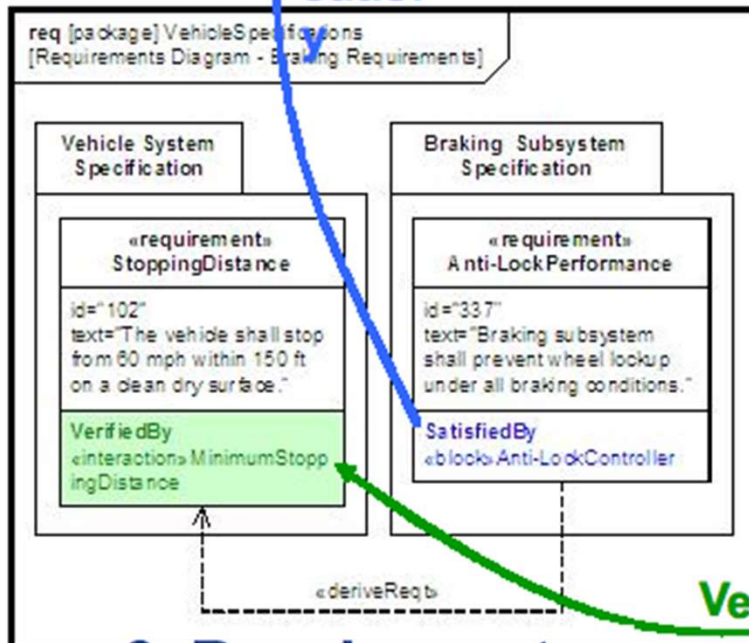 req [package] VehicleSpecifications
[Requirements Diagram - Braking Requirements]
y
Vehicle System
Specification
«requirement»
StoppingDistance
id="102"
text="The vehicle shall stop
from 60 mph within 150 ft
on a clean dry surface."
VerifiedBy
«interaction» MinimumStopp
ingDistance
Braking Subsystem
Specification
«requirement»
Anti-LockPerformance
id="337"
text="Braking subsystem
shall prevent wheel lockup
under all braking conditions."
SatisfiedBy
«block» Anti-LockController
«deriveReqt»
Ve